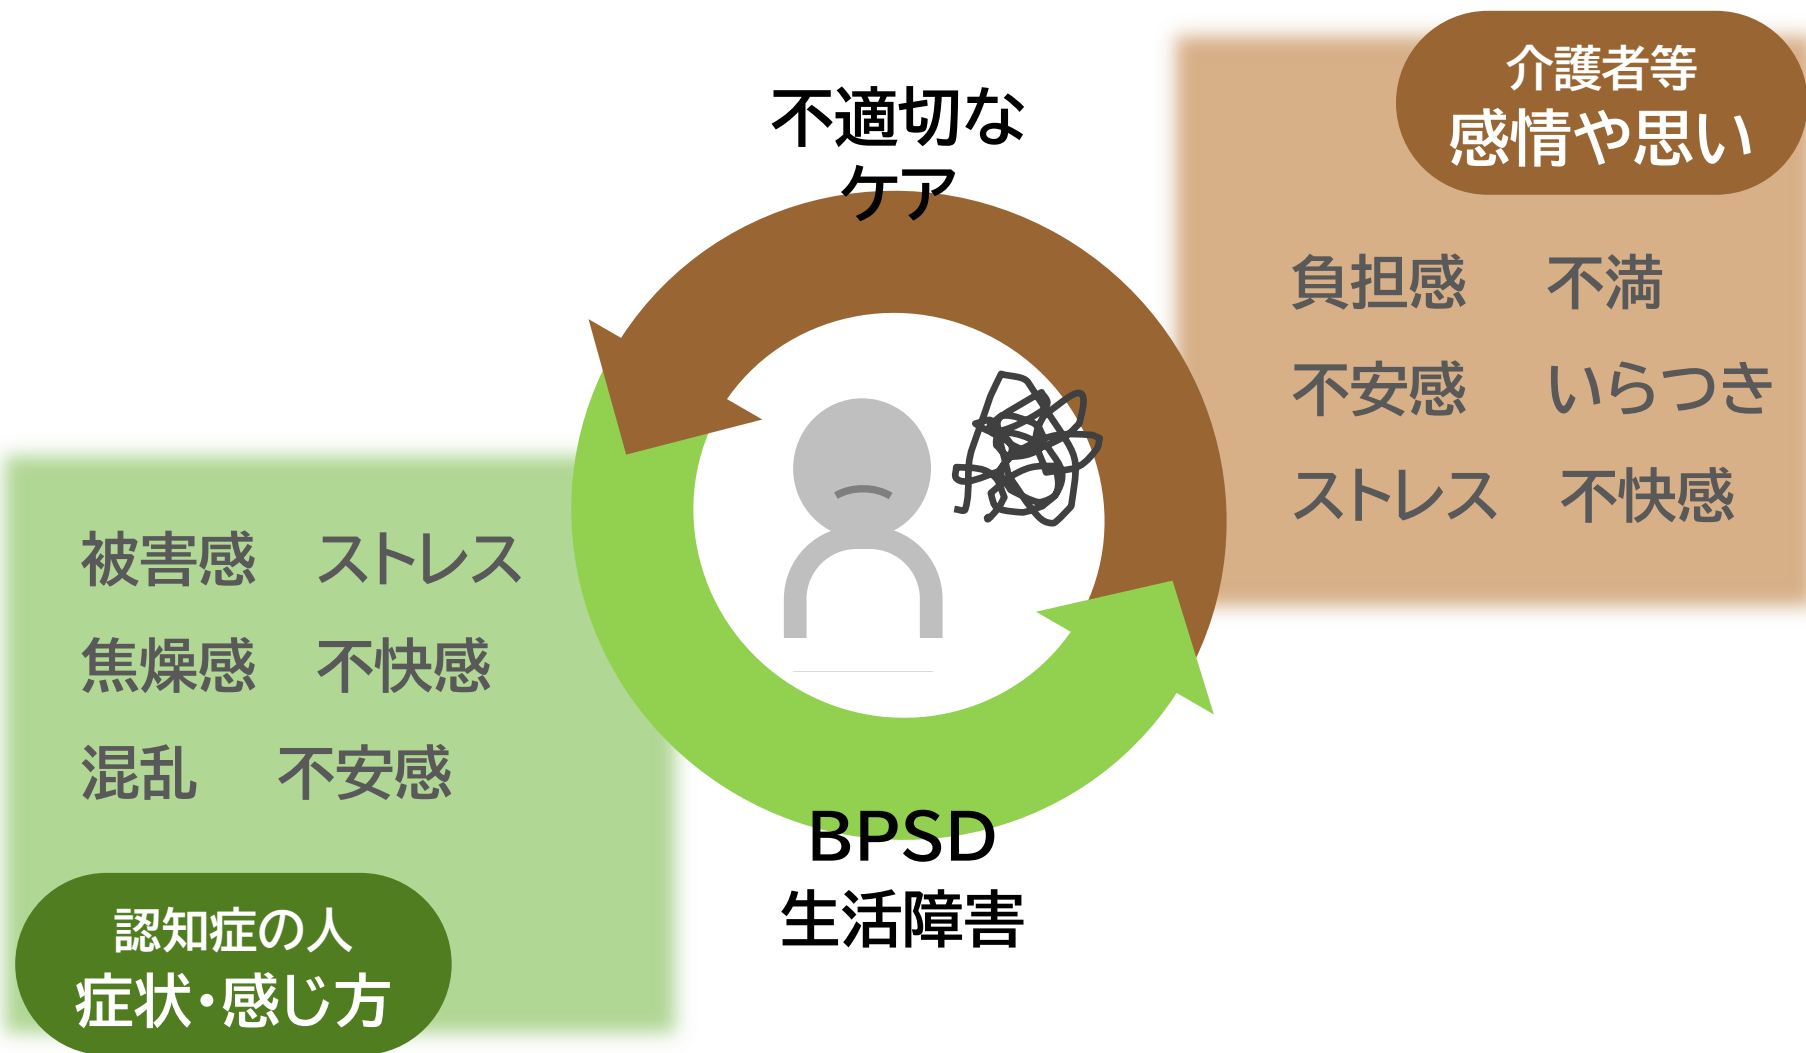 不適切な
ケア
介護者等
感情や思い
負担感 不満
不安感 いらつき
ストレス 不快感
被害感 ストレス
焦燥感 不快感
混乱 不安感
BPSD
生活障害
認知症の人
症状・感じ方